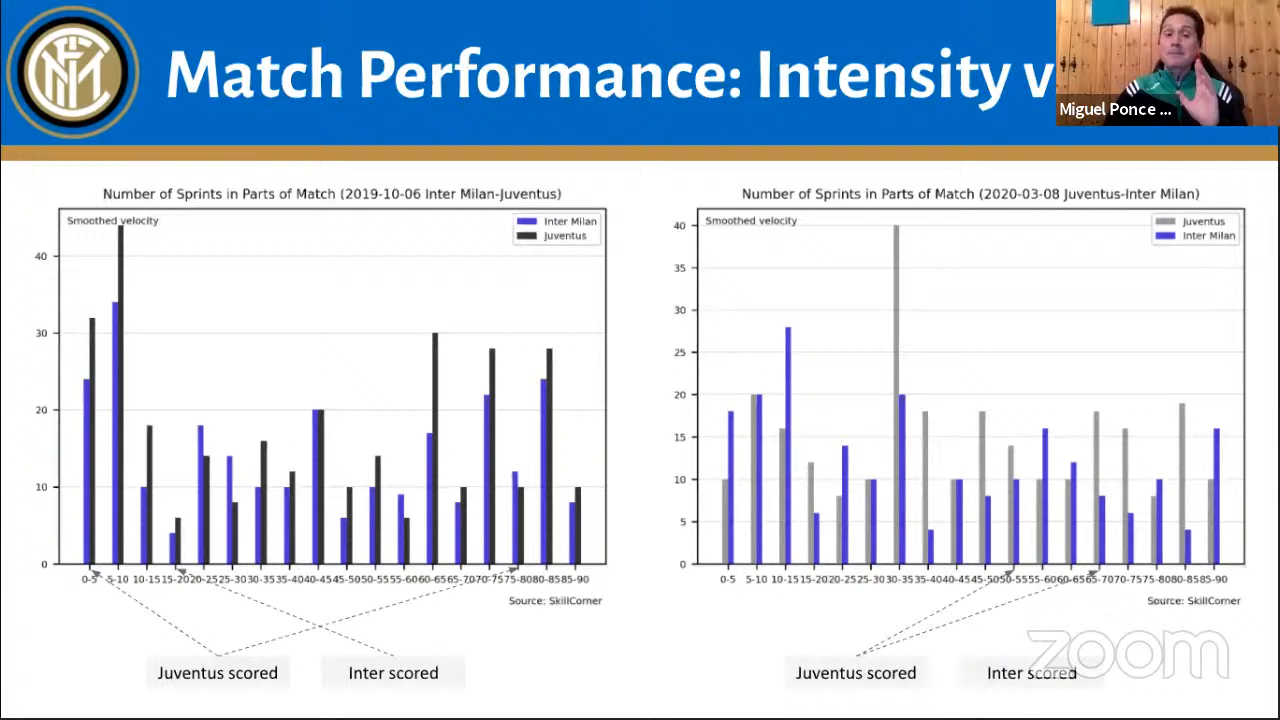 Match Performance: Intensity v
Miguel Ponce ...
Number of Sprints in Parts of Match (2019-10-06 Inter Milan-Juventus)
Smoothed velocity
Inter Milan
Juventus
40
30
20
10
0
0-5 5-10 10-15 15-20 20-25 25-30 30-35 35-40 40-45 45-50 50-55 55-60 60-65 65-70 70-75 75-80 80-85 85-90
Source: SkillCorner
Juventus scored
Inter scored
Number of Sprints in Parts of Match (2020-03-08 Juventus-Inter Milan)
Smoothed velocity
Juventus
Inter Milan
40
35
30
25
20
15
10
5
0
0-5 5-10 10-15 15-20 20-25 25-30 30-35 35-40 40-45 45-50 50-55 55-60 60-65 65-70 70-75 75-80 80-85 85-90
Source: SkillCorner
Juventus scored
Inter scored
zoom